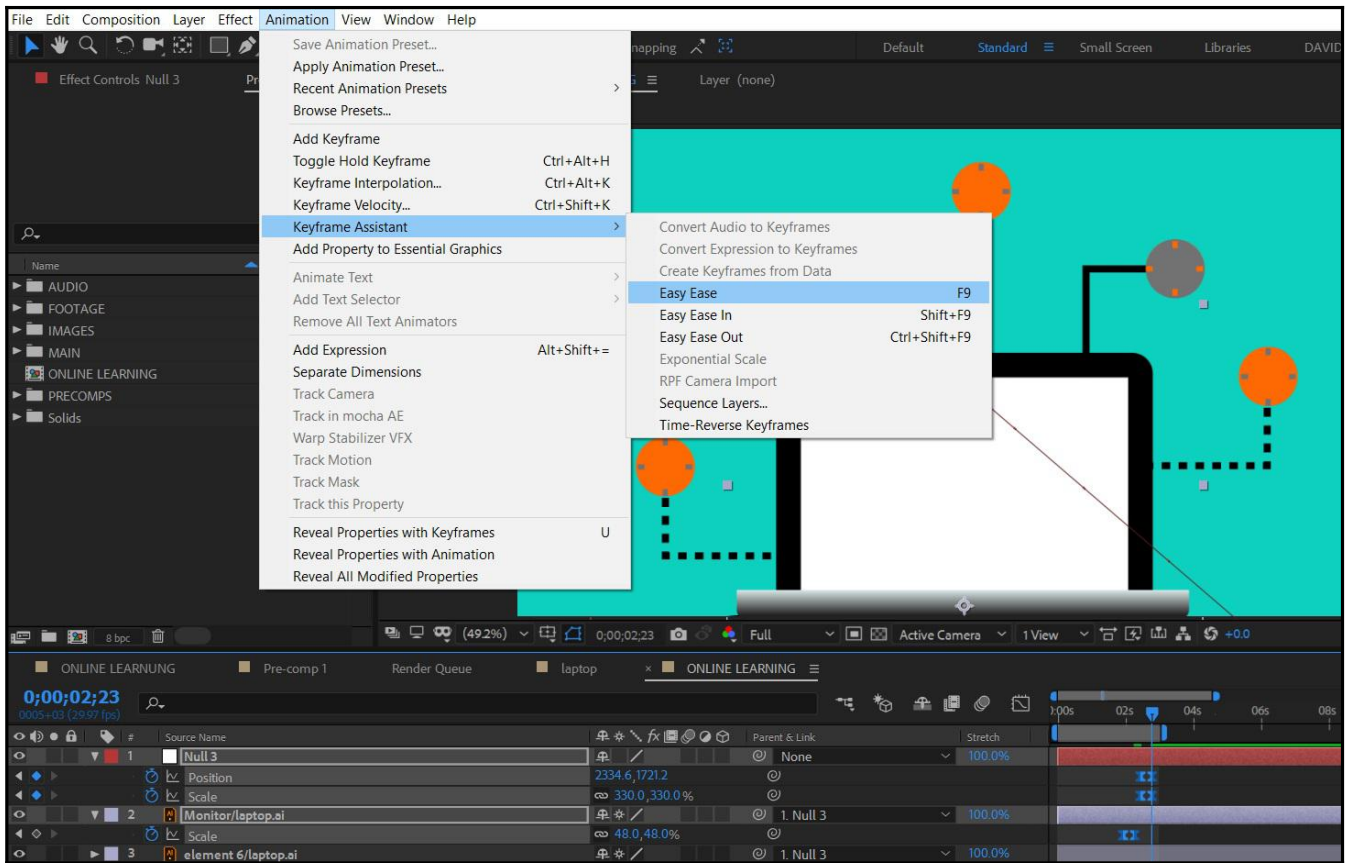 File Edit Composition Layer Effect Animation View Window Help
Save Animation Preset...
napping
Default Standard Small Screen Libraries DAVID
Apply Animation Preset...
Effect Controls Null 3
Pr
Layer (none)
Recent Animation Presets
Browse Presets...
Add Keyframe
Toggle Hold Keyframe Ctrl+Alt+H
Keyframe Interpolation... Ctrl+Alt+K
Keyframe Velocity... Ctrl+Shift+K
Keyframe Assistant
Add Property to Essential Graphics
Animate Text
Add Text Selector
Remove All Text Animators
Add Expression Alt+Shift+=
Separate Dimensions
Track Camera
Track in mocha AE
Warp Stabilizer VFX
Track Motion
Track Mask
Track this Property
Reveal Properties with Keyframes U
Reveal Properties with Animation
Reveal All Modified Properties
Convert Audio to Keyframes
Convert Expression to Keyframes
Create Keyframes from Data
Easy Ease F9
Easy Ease In Shift+F9
Easy Ease Out Ctrl+Shift+F9
Exponential Scale
RPF Camera Import
Sequence Layers...
Time-Reverse Keyframes
Name
AUDIO
FOOTAGE
IMAGES
MAIN
ONLINE LEARNING
PRECOMPS
Solids
8 bpc
(49.2%) 0;00;02;23 Full Active Camera 1 View +0.0
ONLINE LEARNUNG Pre-comp 1 Render Queue laptop × ONLINE LEARNING
0;00;02;23
0005+03 (29.97 fps)
):00s 02s 04s 06s 08s
# Source Name fx Parent & Link Stretch
1 Null 3 None 100.0%
Position 2334.6,1721.2
Scale 330.0,330.0%
2 Monitor/laptop.ai 1. Null 3 100.0%
Scale 48.0,48.0%
3 element 6/laptop.ai 1. Null 3 100.0%